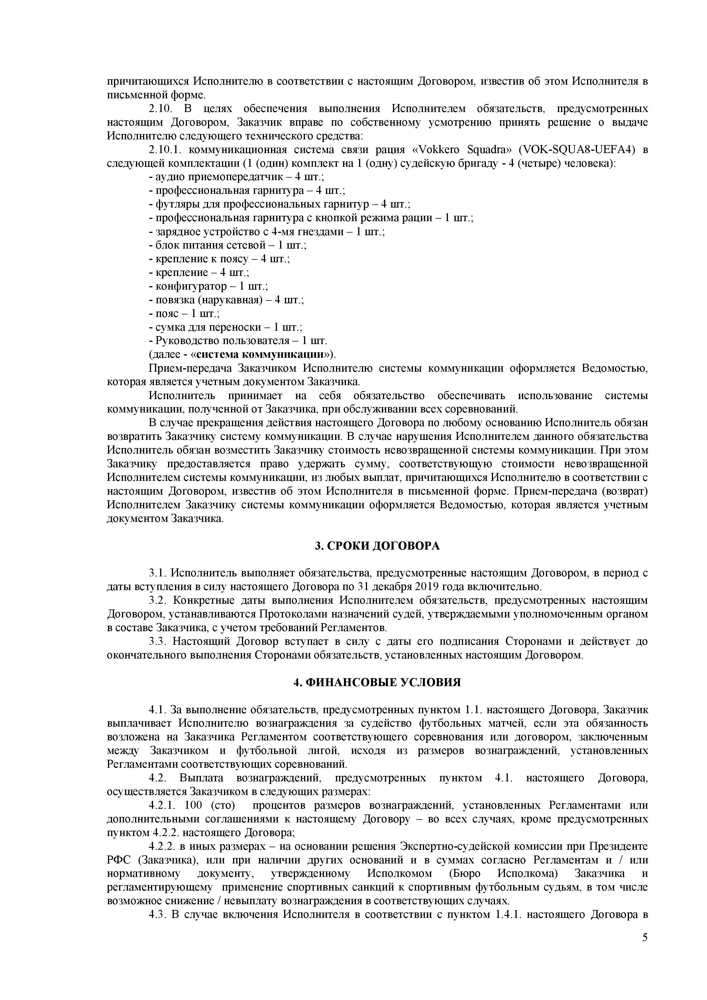 причитающихся Исполнителю в соответствии с настоящим Договором, известив об этом Исполнителя в
письменной форме.
2.10. В целях обеспечения выполнения Исполнителем обязательств, предусмотренных
настоящим Договором, Заказчик вправе по собственному усмотрению принять решение о выдаче
Исполнителю следующего технического средства:
2.10.1. коммуникационная система связи рация «Vokkero Squadra» (VOK-SQUA8-UEFA4) в
следующей комплектации (1 (один) комплект на 1 (одну) судейскую бригаду - 4 (четыре) человека):
- аудио приемопередатчик – 4 шт.;
- профессиональная гарнитура – 4 шт.;
- футляры для профессиональных гарнитур – 4 шт.;
- профессиональная гарнитура с кнопкой режима рации – 1 шт.;
- зарядное устройство с 4-мя гнездами – 1 шт.;
- блок питания сетевой – 1 шт.;
- крепление к поясу – 4 шт.;
- крепление – 4 шт.;
- конфигуратор – 1 шт.;
- повязка (нарукавная) – 4 шт.;
- пояс – 1 шт.;
- сумка для переноски – 1 шт.;
- Руководство пользователя – 1 шт.
(далее - «система коммуникации»).
Прием-передача Заказчиком Исполнителю системы коммуникации оформляется Ведомостью,
которая является учетным документом Заказчика.
Исполнитель принимает на себя обязательство обеспечивать использование системы
коммуникации, полученной от Заказчика, при обслуживании всех соревнований.
В случае прекращения действия настоящего Договора по любому основанию Исполнитель обязан
возвратить Заказчику систему коммуникации. В случае нарушения Исполнителем данного обязательства
Исполнитель обязан возместить Заказчику стоимость невозвращенной системы коммуникации. При этом
Заказчику предоставляется право удержать сумму, соответствующую стоимости невозвращенной
Исполнителем системы коммуникации, из любых выплат, причитающихся Исполнителю в соответствии с
настоящим Договором, известив об этом Исполнителя в письменной форме. Прием-передача (возврат)
Исполнителем Заказчику системы коммуникации оформляется Ведомостью, которая является учетным
документом Заказчика.
3. СРОКИ ДОГОВОРА
3.1. Исполнитель выполняет обязательства, предусмотренные настоящим Договором, в период с
даты вступления в силу настоящего Договора по 31 декабря 2019 года включительно.
3.2. Конкретные даты выполнения Исполнителем обязательств, предусмотренных настоящим
Договором, устанавливаются Протоколами назначений судей, утверждаемыми уполномоченным органом
в составе Заказчика, с учетом требований Регламентов.
3.3. Настоящий Договор вступает в силу с даты его подписания Сторонами и действует до
окончательного выполнения Сторонами обязательств, установленных настоящим Договором.
4. ФИНАНСОВЫЕ УСЛОВИЯ
4.1. За выполнение обязательств, предусмотренных пунктом 1.1. настоящего Договора, Заказчик
выплачивает Исполнителю вознаграждения за судейство футбольных матчей, если эта обязанность
возложена на Заказчика Регламентом соответствующего соревнования или договором, заключенным
между Заказчиком и футбольной лигой, исходя из размеров вознаграждений, установленных
Регламентами соответствующих соревнований.
4.2. Выплата вознаграждений, предусмотренных пунктом 4.1. настоящего Договора,
осуществляется Заказчиком в следующих размерах:
4.2.1. 100 (сто) процентов размеров вознаграждений, установленных Регламентами или
дополнительными соглашениями к настоящему Договору – во всех случаях, кроме предусмотренных
пунктом 4.2.2. настоящего Договора;
4.2.2. в иных размерах – на основании решения Экспертно-судейской комиссии при Президенте
РФС (Заказчика), или при наличии других оснований и в суммах согласно Регламентам и / или
нормативному документу, утвержденному Исполкомом (Бюро Исполкома) Заказчика и
регламентирующему применение спортивных санкций к спортивным футбольным судьям, в том числе
возможное снижение / невыплату вознаграждения в соответствующих случаях.
4.3. В случае включения Исполнителя в соответствии с пунктом 1.4.1. настоящего Договора в
5